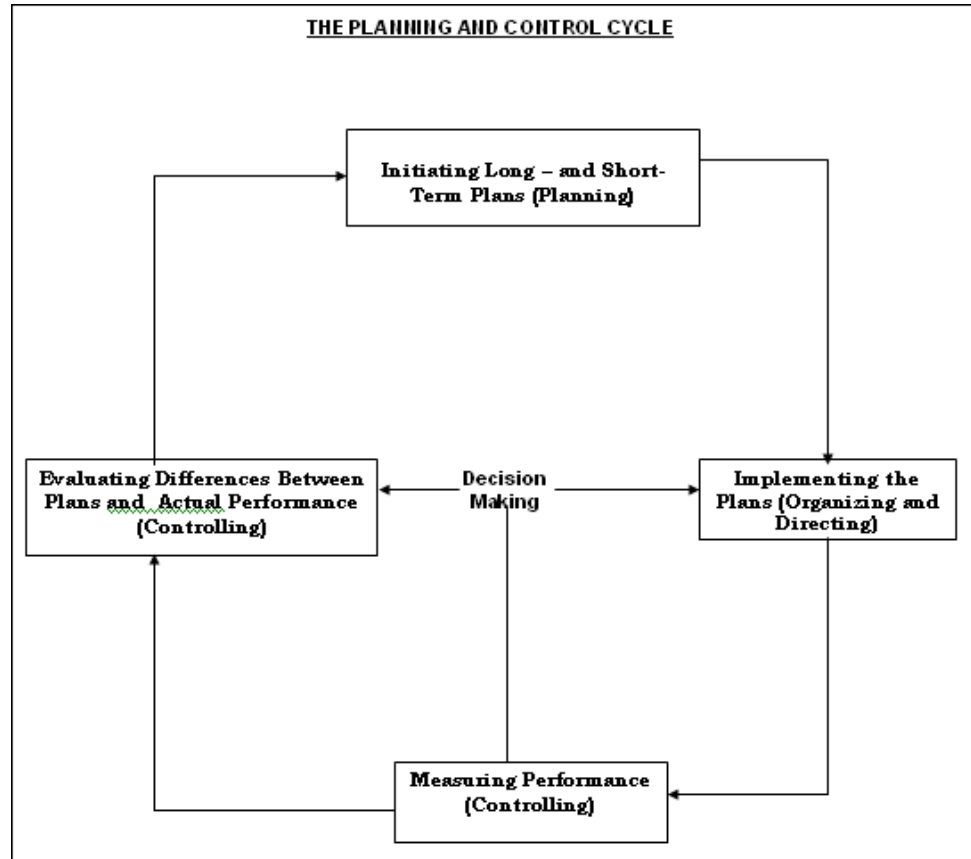 THE PLANNING AND CONTROL CYCLE
Initiating Long – and Short-
Term Plans (Planning)
Evaluating Differences Between
Plans and Actual Performance
(Controlling)
Decision
Making
Implementing the
Plans (Organizing and
Directing)
Measuring Performance
(Controlling)